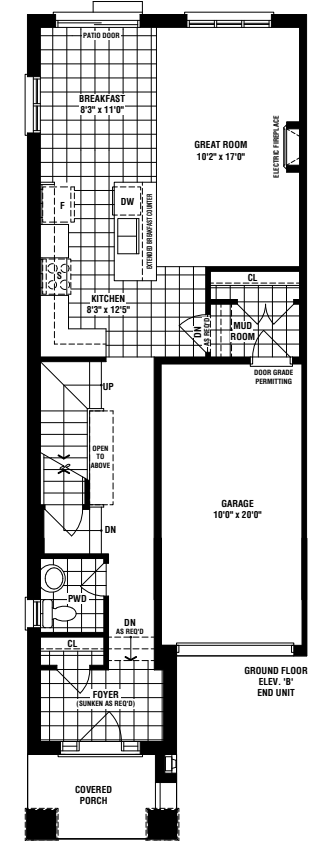 PATIO DOOR
BREAKFAST
8'3" x 11'0"
GREAT ROOM
10'2" x 17'0"
ELECTRIC FIREPLACE
F
DW
EXTENDED BREAKFAST COUNTER
S
CL
KITCHEN
8'3" x 12'5"
DN
AS REQ'D
MUD
ROOM
DOOR GRADE
PERMITTING
UP
OPEN
TO
ABOVE
GARAGE
10'0" x 20'0"
DN
PWD
DN
AS REQ'D
CL
FOYER
(SUNKEN AS REQ'D)
GROUND FLOOR
ELEV. 'B'
END UNIT
COVERED
PORCH